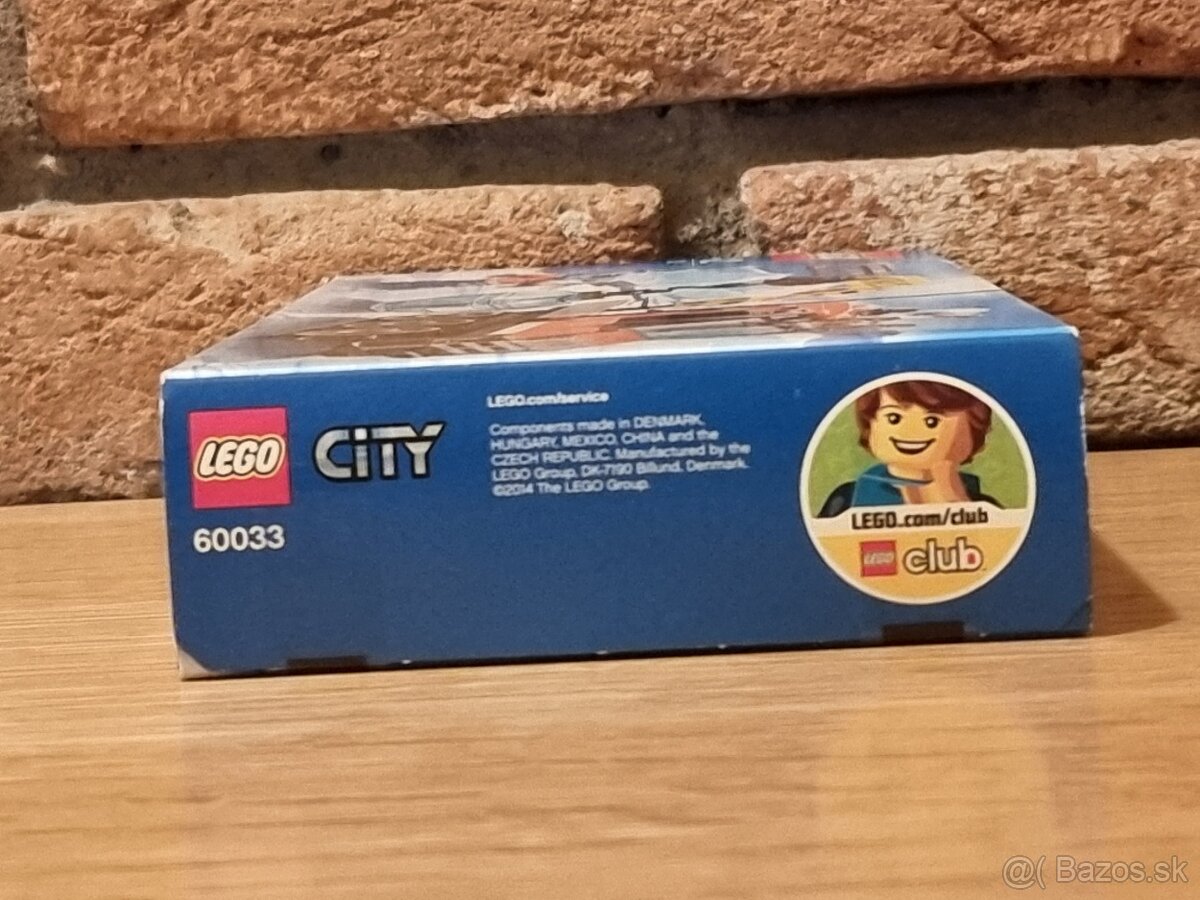 LEGO
CITY
60033
LEGO.com/service
Components made in DENMARK,
HUNGARY, MEXICO, CHINA and the
CZECH REPUBLIC. Manufactured by the
LEGO Group, DK-7190 Billund, Denmark.
©2014 The LEGO Group.
LEGO.com/club
LEGO club
@( Bazos.sk